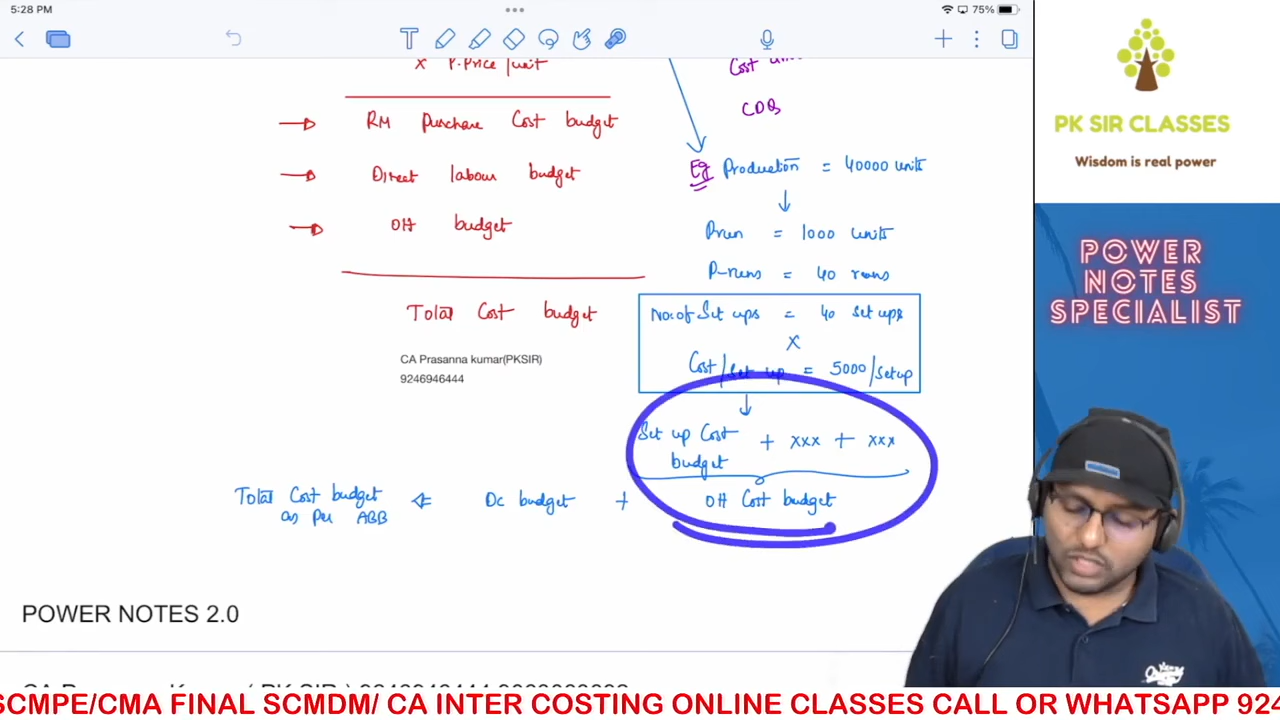 5:28 PM
75%
x P.Price/unit
RM Purchase Cost budget
Direct labour budget
OH budget
Total Cost budget
CA Prasanna kumar(PKSIR)
9246946444
Cost
CDQ
Eg Production = 40000 units
Prun = 1000 units
P-runs = 40 runs
No. of Set ups = 40 set ups
X
Cost/set up = 5000/setup
Set up Cost + xxx + xxx
budget
Total Cost budget ⇐ Dc budget + OH Cost budget
as Per ABB
POWER NOTES 2.0
PK SIR CLASSES
Wisdom is real power
POWER
NOTES
SPECIALIST
SCMPE/CMA FINAL SCMDM/ CA INTER COSTING ONLINE CLASSES CALL OR WHATSAPP 924